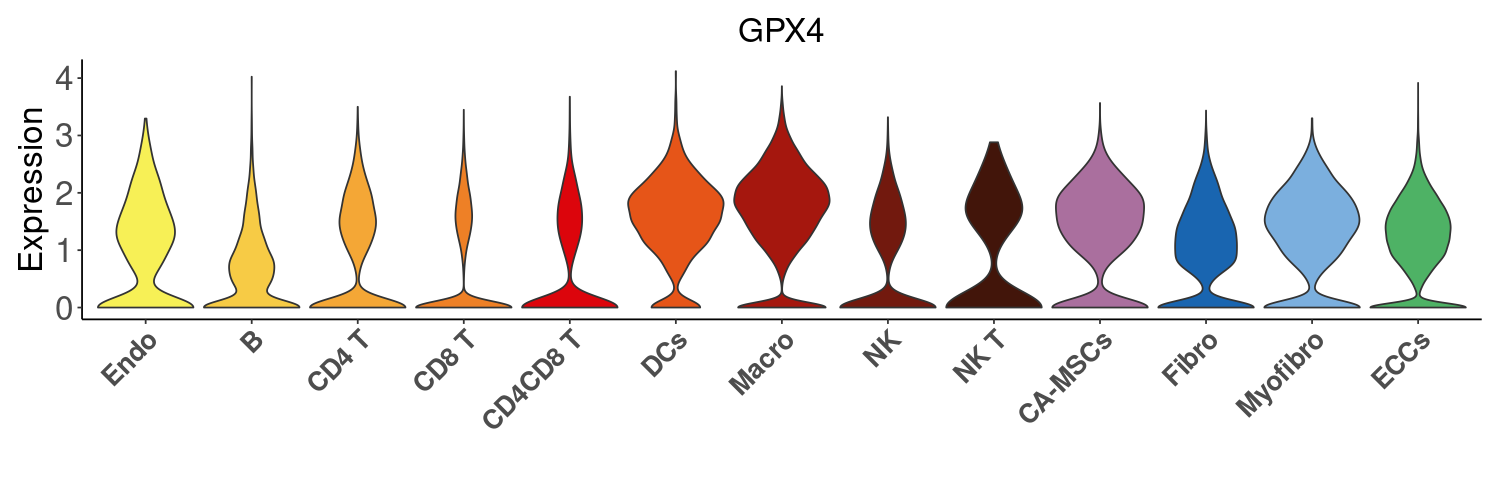 GPX4
Expression
4
3
2
1
0
Endo
B
CD4 T
CD8 T
CD4CD8 T
DCs
Macro
NK
NK T
CA-MSCs
Fibro
Myofibro
ECCs